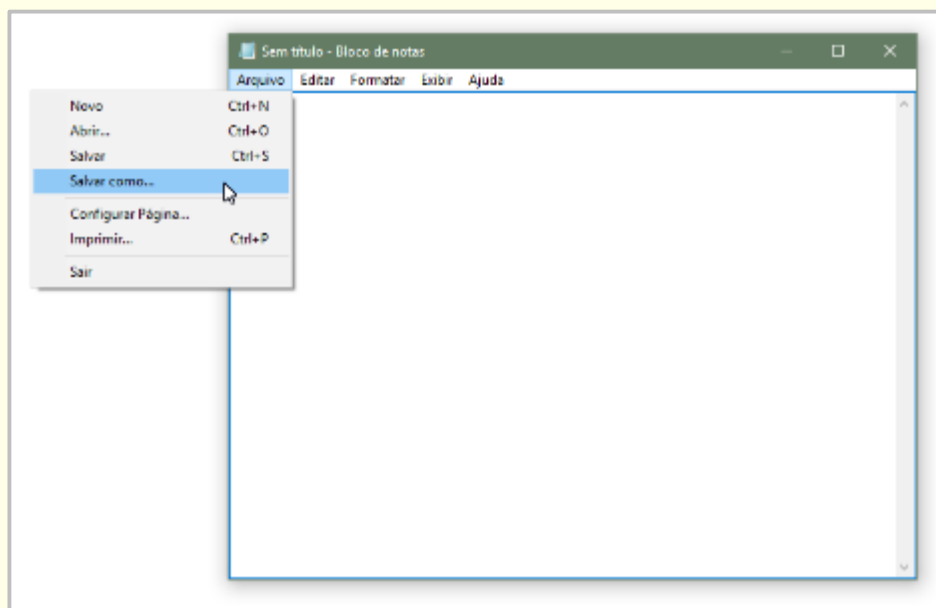 Sem título - Bloco de notas
Arquivo Editar Formatar Exibir Ajuda
Novo Ctrl+N
Abrir... Ctrl+O
Salvar Ctrl+S
Salvar como...
Configurar Página...
Imprimir... Ctrl+P
Sair